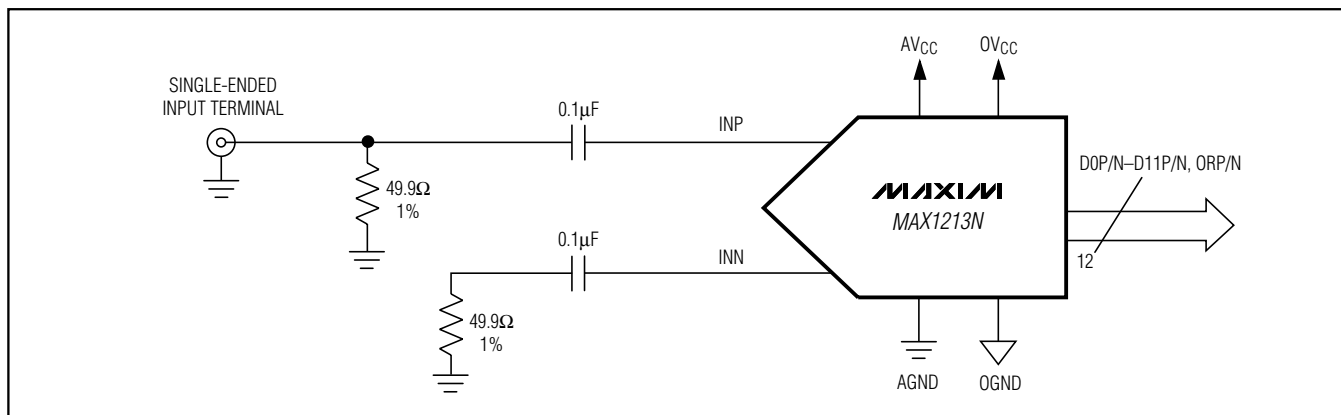 AVCC
OVCC
SINGLE-ENDED
INPUT TERMINAL
0.1μF
INP
D0P/N–D11P/N, ORP/N
49.9Ω
1%
MAXIM
MAX1213N
0.1μF
INN
12
49.9Ω
1%
AGND
OGND